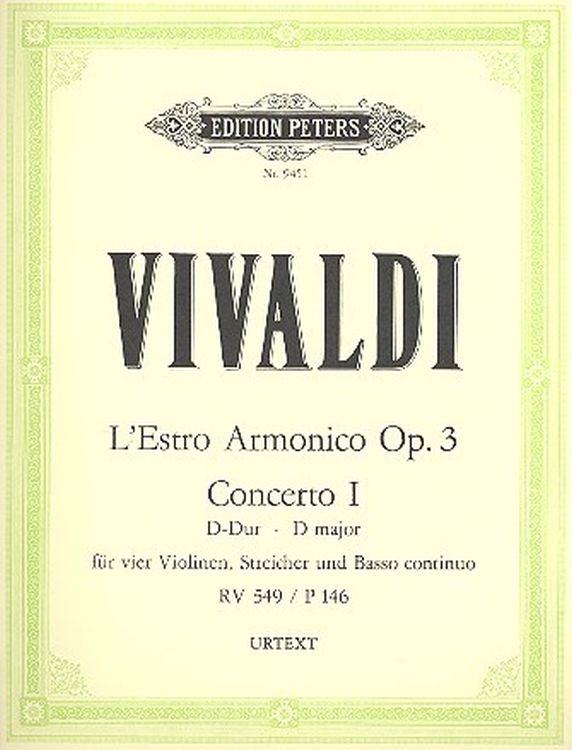 EDITION PETERS
Nr. 9451
VIVALDI
L'Estro Armonico Op. 3
Concerto I
D-Dur - D major
für vier Violinen, Streicher und Basso continuo
RV 549 / P 146
URTEXT